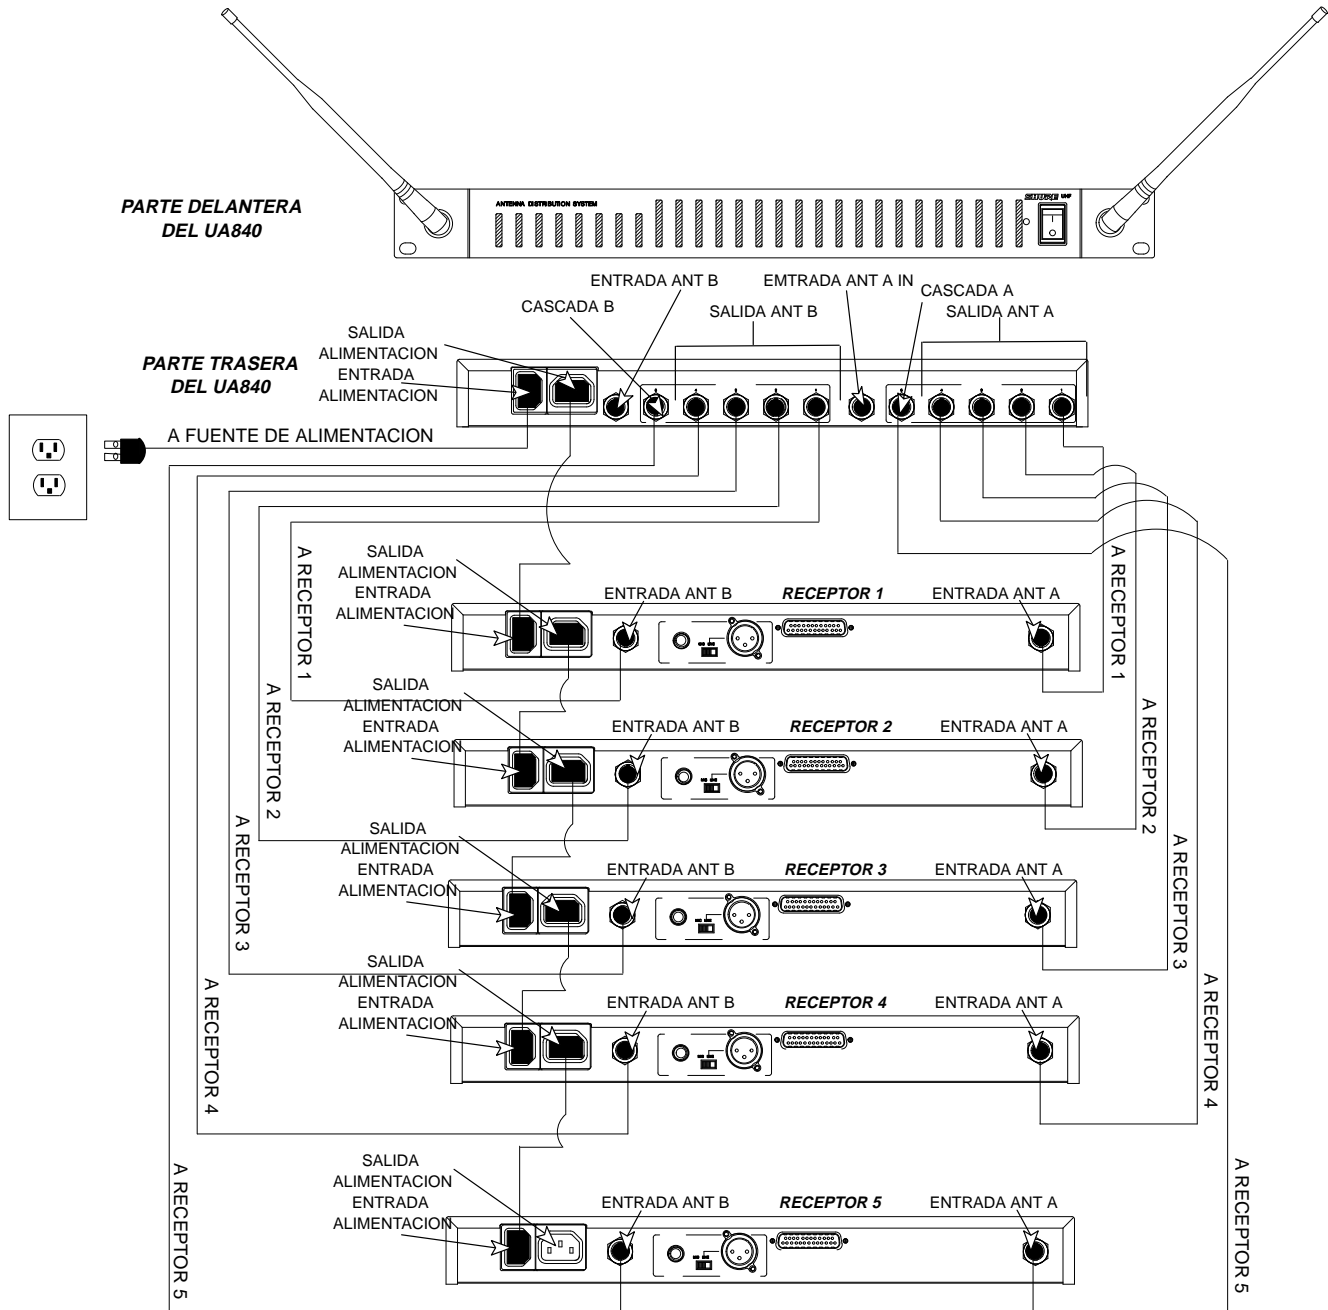 ANTENNA DISTRIBUTION SYSTEM
SHURE UHF
PARTE DELANTERA
DEL UA840
ENTRADA ANT B
EMTRADA ANT A IN
CASCADA A
CASCADA B
SALIDA ANT B
SALIDA ANT A
SALIDA
ALIMENTACION
ENTRADA
ALIMENTACION
PARTE TRASERA
DEL UA840
A FUENTE DE ALIMENTACION
SALIDA
ALIMENTACION
ENTRADA
ALIMENTACION
ENTRADA ANT B
RECEPTOR 1
ENTRADA ANT A
A RECEPTOR 1
A RECEPTOR 1
SALIDA
ALIMENTACION
ENTRADA
ALIMENTACION
ENTRADA ANT B
RECEPTOR 2
ENTRADA ANT A
A RECEPTOR 2
A RECEPTOR 2
SALIDA
ALIMENTACION
ENTRADA
ALIMENTACION
ENTRADA ANT B
RECEPTOR 3
ENTRADA ANT A
A RECEPTOR 3
A RECEPTOR 3
SALIDA
ALIMENTACION
ENTRADA
ALIMENTACION
ENTRADA ANT B
RECEPTOR 4
ENTRADA ANT A
A RECEPTOR 4
A RECEPTOR 4
SALIDA
ALIMENTACION
ENTRADA
ALIMENTACION
ENTRADA ANT B
RECEPTOR 5
ENTRADA ANT A
A RECEPTOR 5
A RECEPTOR 5